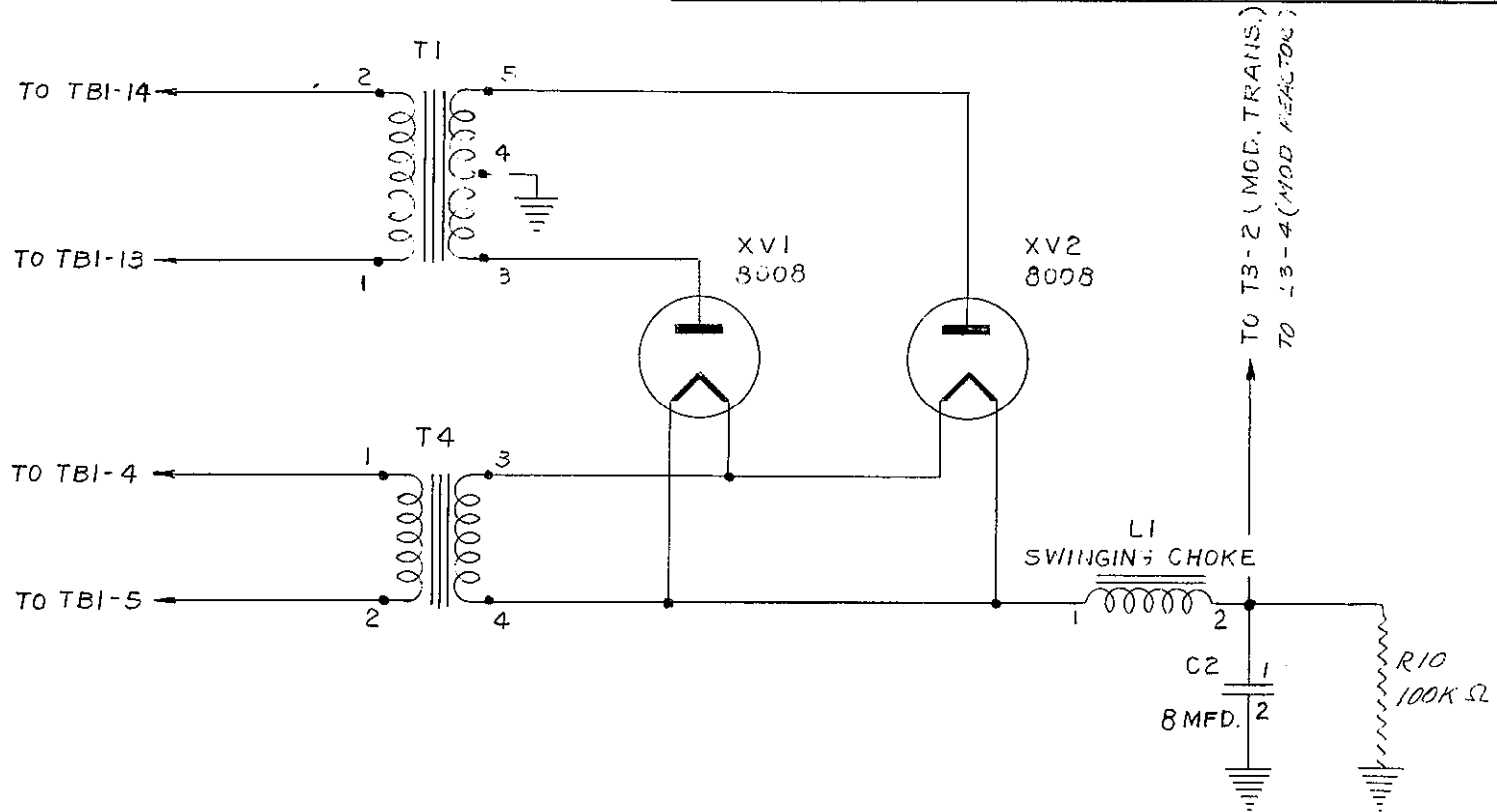 T1
TO TB1-14
2
5
4
TO TB1-13
1
3
XV1
8008
XV2
8008
TO T3-2 (MOD. TRANS.)
TO L3-4 (MOD REACTOR)
T4
TO TB1-4
1
3
TO TB1-5
2
4
L1
SWINGING CHOKE
1
2
C2
1
8 MFD.
2
R10
100K Ω